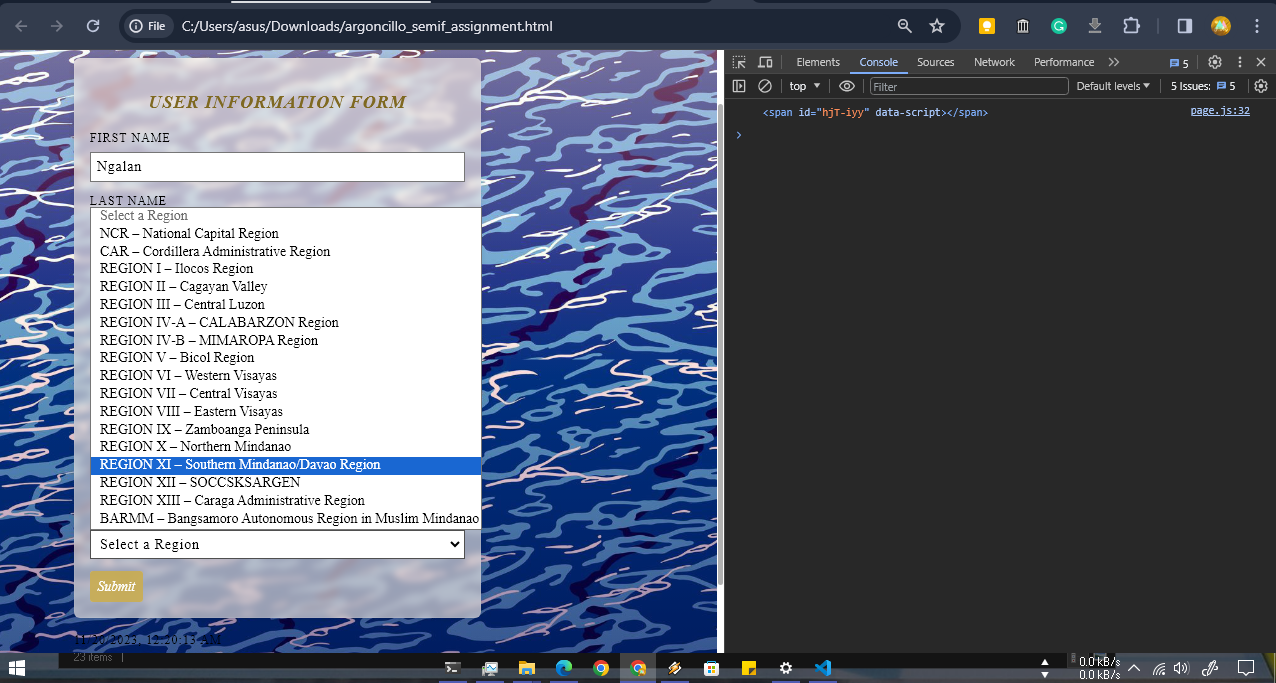 File
C:/Users/asus/Downloads/argoncillo_semif_assignment.html
Elements Console Sources Network Performance 5
top Filter Default levels 5 Issues: 5
<span id="hjT-iyy" data-script></span> page.js:32
USER INFORMATION FORM
FIRST NAME
Ngalan
LAST NAME
Select a Region
NCR – National Capital Region
CAR – Cordillera Administrative Region
REGION I – Ilocos Region
REGION II – Cagayan Valley
REGION III – Central Luzon
REGION IV-A – CALABARZON Region
REGION IV-B – MIMAROPA Region
REGION V – Bicol Region
REGION VI – Western Visayas
REGION VII – Central Visayas
REGION VIII – Eastern Visayas
REGION IX – Zamboanga Peninsula
REGION X – Northern Mindanao
REGION XI – Southern Mindanao/Davao Region
REGION XII – SOCCSKSARGEN
REGION XIII – Caraga Administrative Region
BARMM – Bangsamoro Autonomous Region in Muslim Mindanao
Select a Region
Submit
23 items
0.0 kB/s
0.0 kB/s